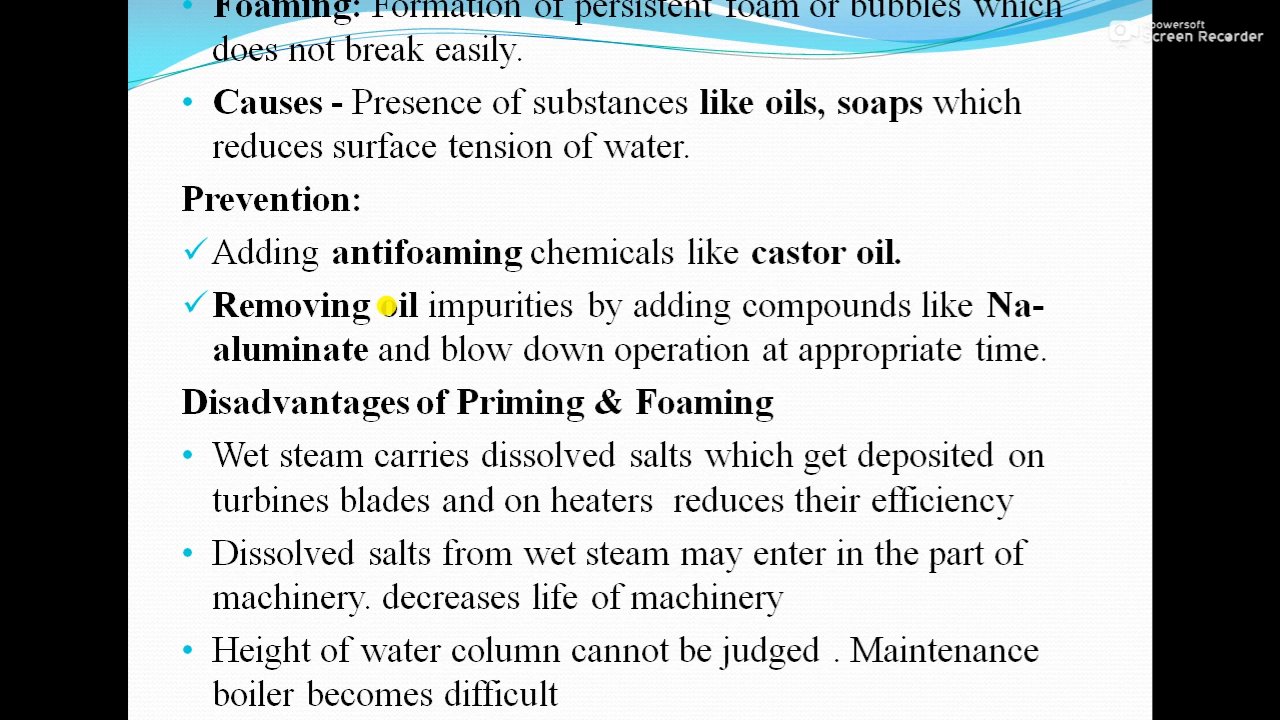 • Foaming: Formation of persistent foam or bubbles which
does not break easily.
• Causes - Presence of substances like oils, soaps which
reduces surface tension of water.
Prevention:
✓ Adding antifoaming chemicals like castor oil.
✓ Removing oil impurities by adding compounds like Na-
aluminate and blow down operation at appropriate time.
Disadvantages of Priming & Foaming
• Wet steam carries dissolved salts which get deposited on
turbines blades and on heaters reduces their efficiency
• Dissolved salts from wet steam may enter in the part of
machinery. decreases life of machinery
• Height of water column cannot be judged . Maintenance
boiler becomes difficult
apowersoft
Screen Recorder